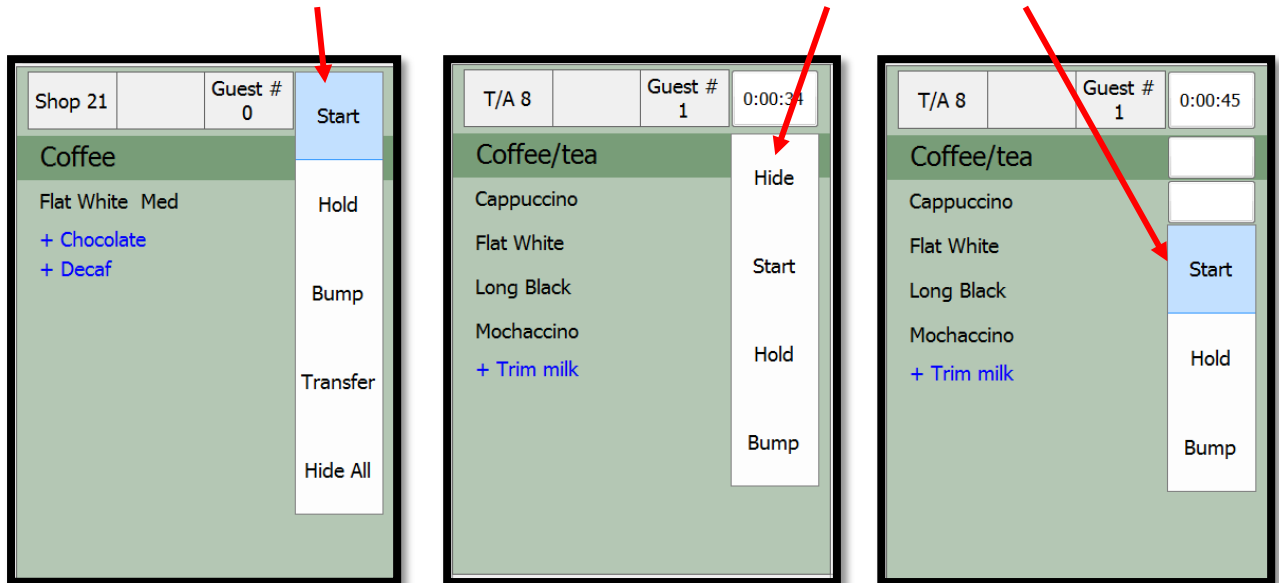 Shop 21
Guest #
0
Start
Coffee
Flat White Med
+ Chocolate
+ Decaf
Hold
Bump
Transfer
Hide All
T/A 8
Guest #
1
0:00:34
Coffee/tea
Cappuccino
Flat White
Long Black
Mochaccino
+ Trim milk
Hide
Start
Hold
Bump
T/A 8
Guest #
1
0:00:45
Coffee/tea
Cappuccino
Flat White
Long Black
Mochaccino
+ Trim milk
Start
Hold
Bump